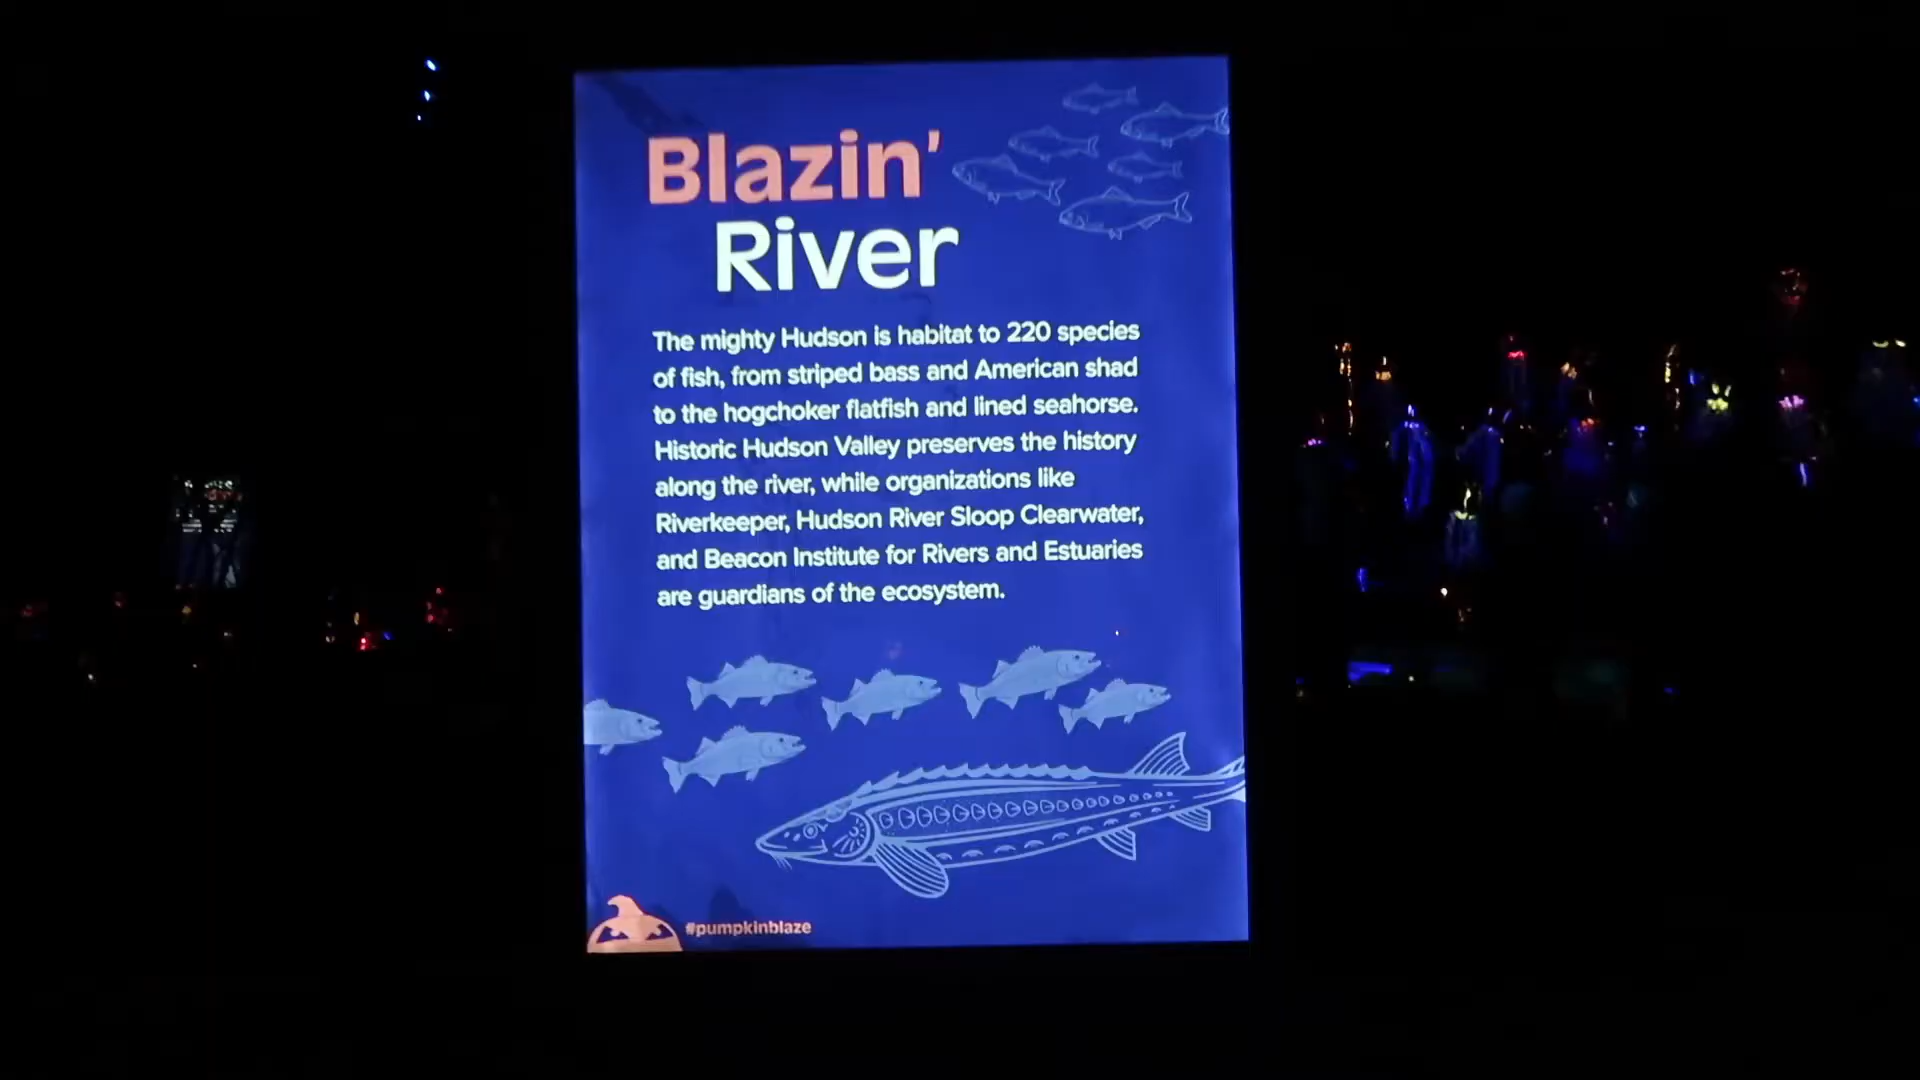 Blazin’
River
The mighty Hudson is habitat to 220 species
of fish, from striped bass and American shad
to the hogchoker flatfish and lined seahorse.
Historic Hudson Valley preserves the history
along the river, while organizations like
Riverkeeper, Hudson River Sloop Clearwater,
and Beacon Institute for Rivers and Estuaries
are guardians of the ecosystem.
#pumpkinblaze